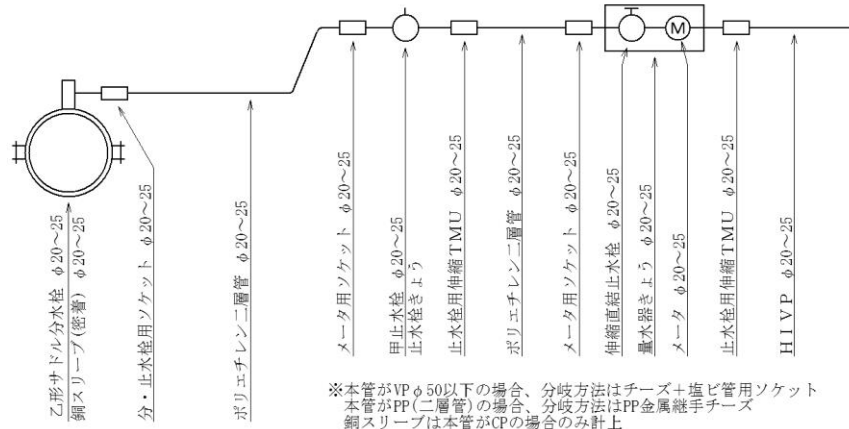 M
乙形サドル分水栓 φ20～25
銅スリーブ(密着) φ20～25
分・止水栓用ソケット φ20～25
ポリエチレン二層管 φ20～25
メータ用ソケット φ20～25
甲止水栓 φ20～25
止水栓きょう
止水栓用伸縮TMU φ20～25
ポリエチレン二層管 φ20～25
メータ用ソケット φ20～25
伸縮直結止水栓 φ20～25
量水器きょう φ20～25
メータ φ20～25
止水栓用伸縮TMU φ20～25
HIVP φ20～25
※本管がVPφ50以下の場合、分岐方法はチーズ＋塩ビ管用ソケット
本管がPP(二層管)の場合、分岐方法はPP金属継手チーズ
銅スリーブは本管がCPの場合のみ計上